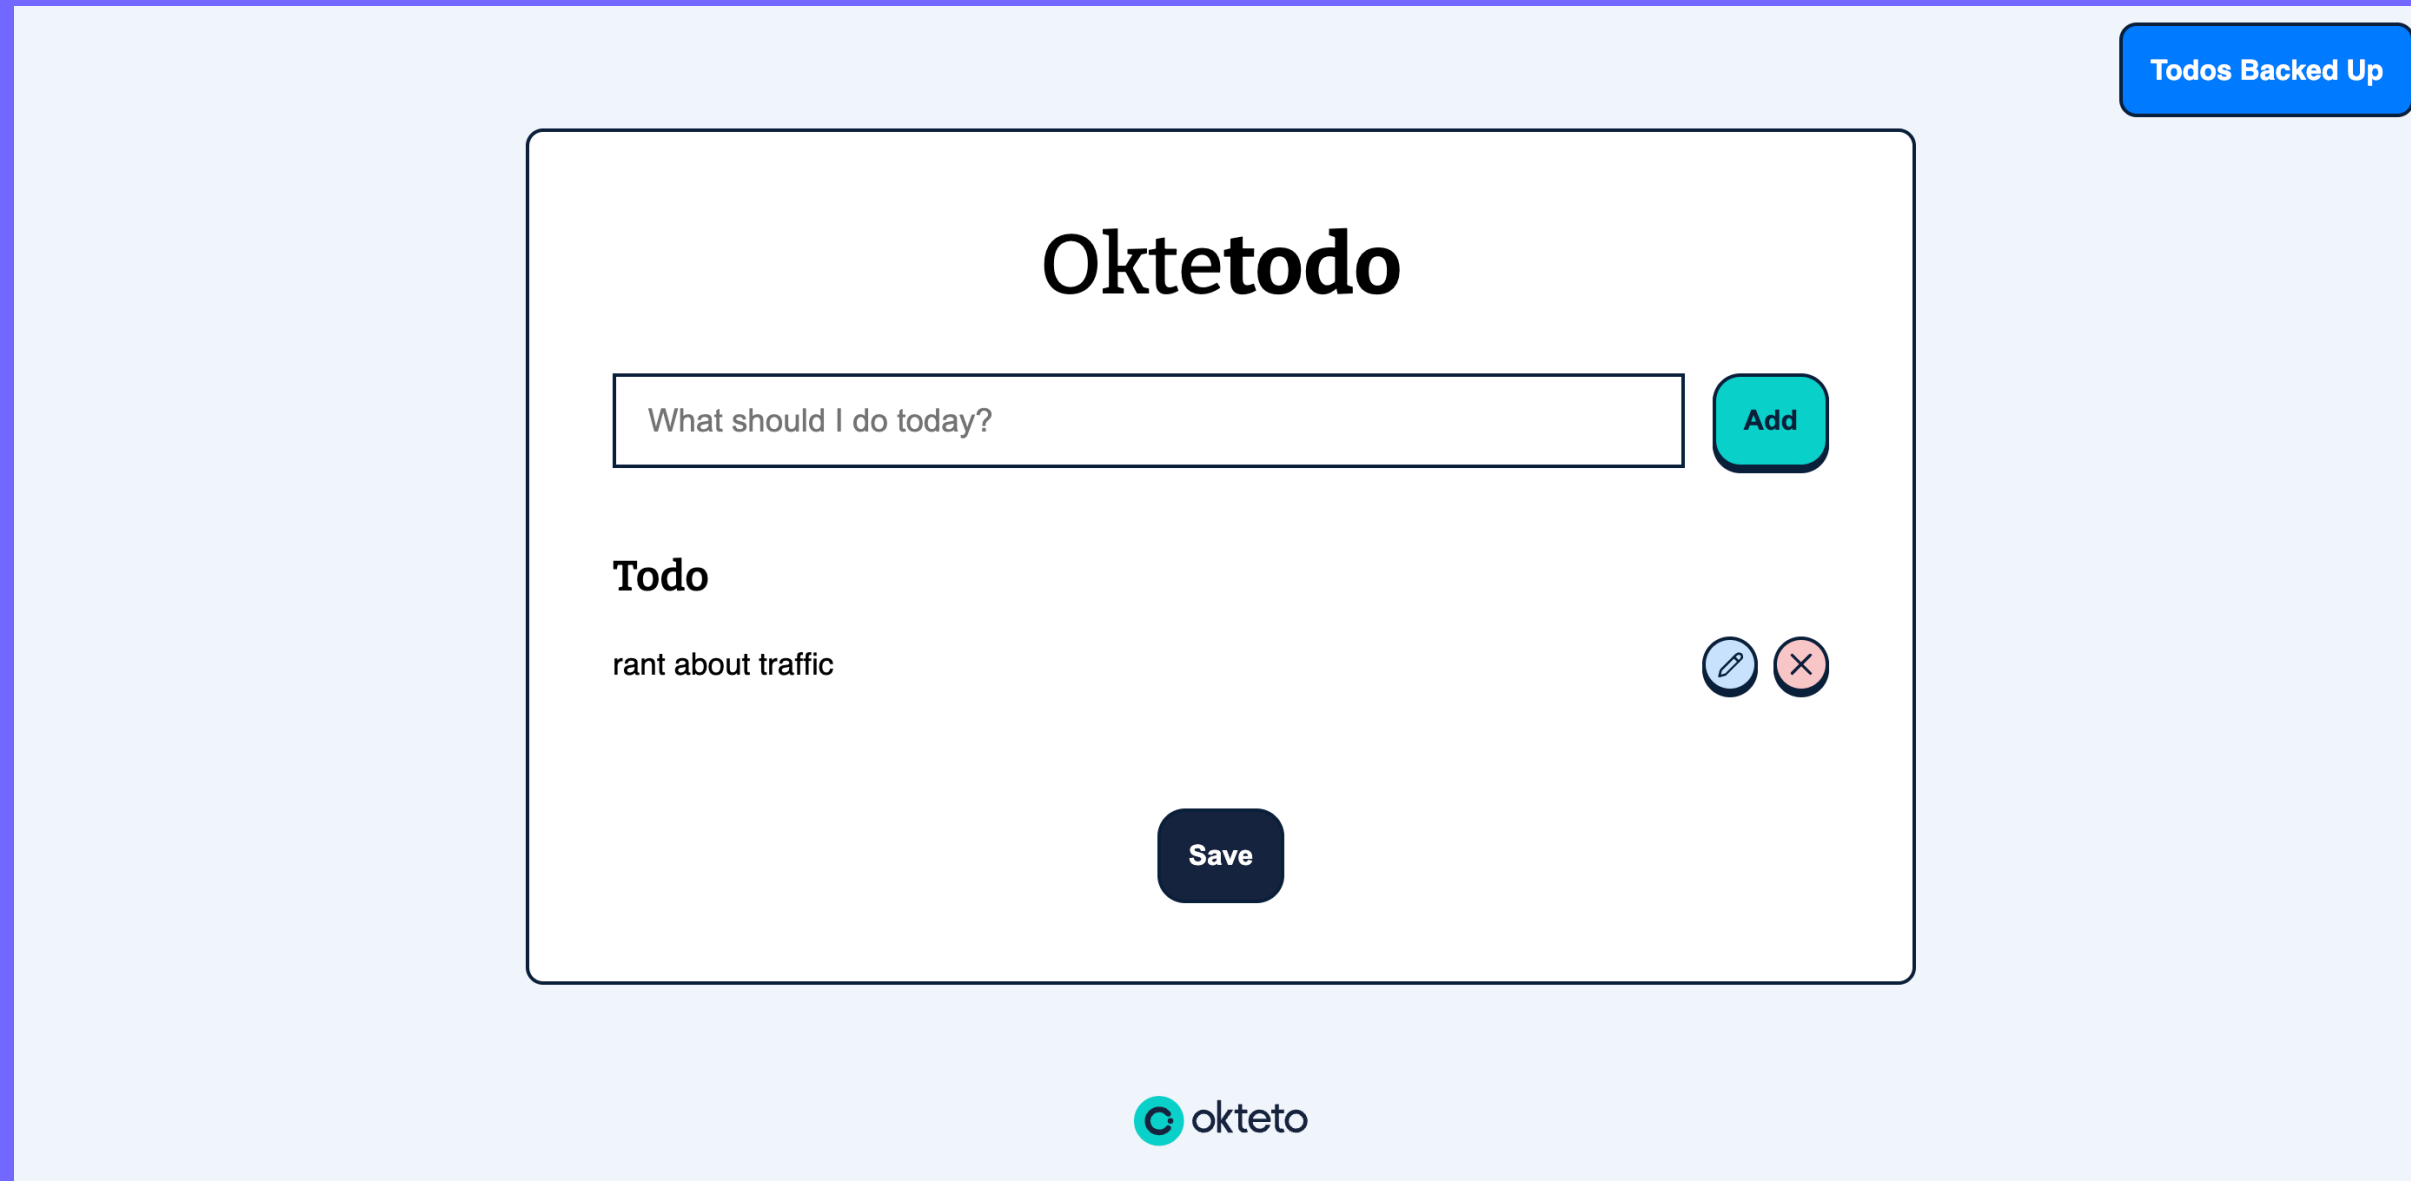 Todos Backed Up
Oktetodo
What should I do today?
Add
Todo
rant about traffic
Save
okteto